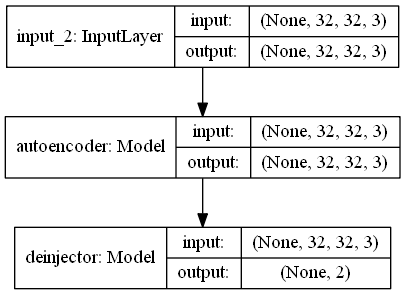 input_2: InputLayer input: (None, 32, 32, 3)
output: (None, 32, 32, 3)
autoencoder: Model input: (None, 32, 32, 3)
output: (None, 32, 32, 3)
deinjector: Model input: (None, 32, 32, 3)
output: (None, 2)